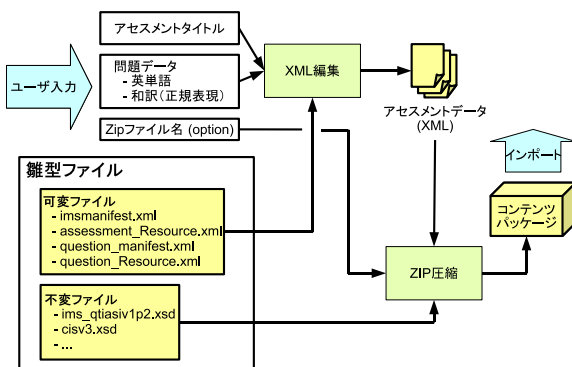 アセスメントタイトル
ユーザ入力
問題データ
- 英単語
- 和訳(正規表現)
Zipファイル名 (option)
XML編集
アセスメントデータ
(XML)
インポート
コンテンツ
パッケージ
雛型ファイル
可変ファイル
- imsmanifest.xml
- assessment_Resource.xml
- question_manifest.xml
- question_Resource.xml
ZIP圧縮
不変ファイル
- ims_qtiasiv1p2.xsd
- cisv3.xsd
- ...